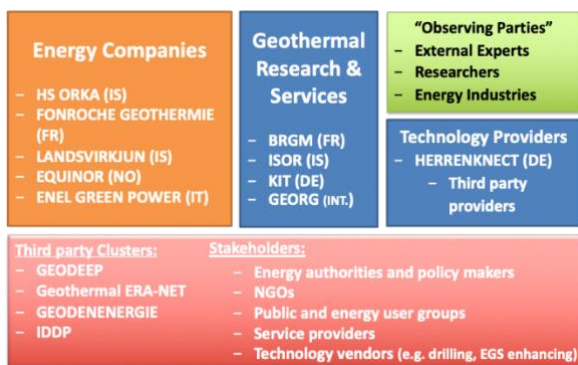 Energy Companies
– HS ORKA (IS)
– FONROCHE GEOTHERMIE
(FR)
– LANDSVIRKJUN (IS)
– EQUINOR (NO)
– ENEL GREEN POWER (IT)
Geothermal
Research &
Services
– BRGM (FR)
– ISOR (IS)
– KIT (DE)
– GEORG (INT.)
“Observing Parties”
– External Experts
– Researchers
– Energy Industries
Technology Providers
– HERRENKNECT (DE)
– Third party
providers
Third party Clusters:
– GEODEEP
– Geothermal ERA-NET
– GEODENENERGIE
– IDDP
Stakeholders:
– Energy authorities and policy makers
– NGOs
– Public and energy user groups
– Service providers
– Technology vendors (e.g. drilling, EGS enhancing)